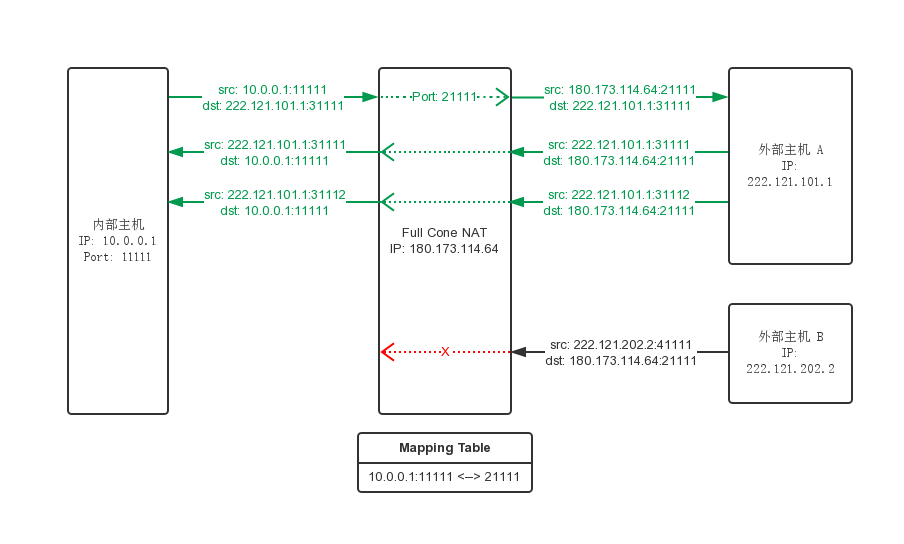 src: 10.0.0.1:11111
dst: 222.121.101.1:31111
Port: 21111
src: 180.173.114.64:21111
dst: 222.121.101.1:31111
src: 222.121.101.1:31111
dst: 10.0.0.1:11111
src: 222.121.101.1:31111
dst: 180.173.114.64:21111
src: 222.121.101.1:31112
dst: 10.0.0.1:11111
src: 222.121.101.1:31112
dst: 180.173.114.64:21111
外部主机 A
IP:
222.121.101.1
内部主机
IP: 10.0.0.1
Port: 11111
Full Cone NAT
IP: 180.173.114.64
X
src: 222.121.202.2:41111
dst: 180.173.114.64:21111
外部主机 B
IP:
222.121.202.2
Mapping Table
10.0.0.1:11111 <--> 21111